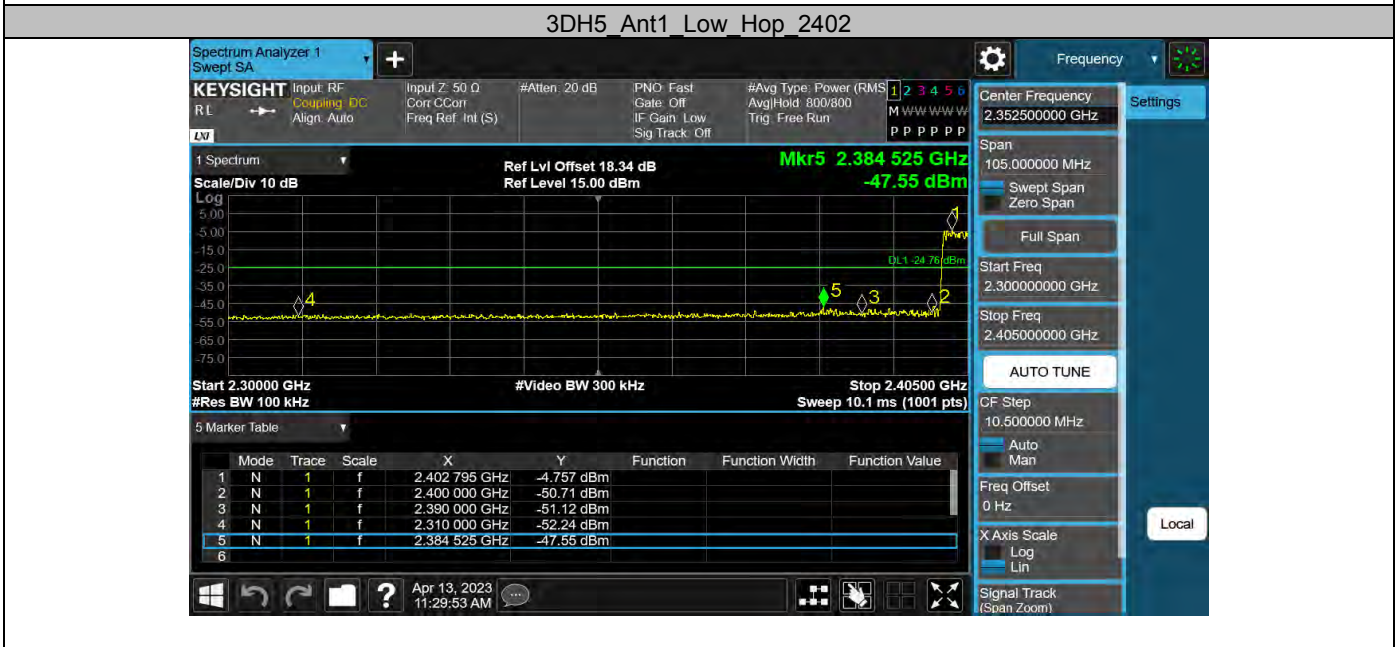 3DH5_Ant1_Low_Hop_2402
Spectrum Analyzer 1
Swept SA
+
Frequency
KEYSIGHT
RL
LXI
Input: RF
Coupling: DC
Align: Auto
Input Z: 50 Ω
Corr CCorr
Freq Ref: Int (S)
#Atten: 20 dB
PNO: Fast
Gate: Off
IF Gain: Low
Sig Track: Off
#Avg Type: Power (RMS
Avg|Hold: 800/800
Trig: Free Run
1 2 3 4 5 6
M W W W W W
P P P P P P
Center Frequency
2.352500000 GHz
Settings
1 Spectrum
Scale/Div 10 dB
Ref Lvl Offset 18.34 dB
Ref Level 15.00 dBm
Mkr5 2.384 525 GHz
-47.55 dBm
Span
105.000000 MHz
Swept Span
Zero Span
Log
5.00
-5.00
-15.0
-25.0
-35.0
-45.0
-55.0
-65.0
-75.0
1
DL1 -24.76 dBm
4
5
3
2
Full Span
Start Freq
2.300000000 GHz
Stop Freq
2.405000000 GHz
AUTO TUNE
Start 2.30000 GHz
#Res BW 100 kHz
#Video BW 300 kHz
Stop 2.40500 GHz
Sweep 10.1 ms (1001 pts)
CF Step
10.500000 MHz
Auto
Man
5 Marker Table
Mode Trace Scale X Y Function Function Width Function Value
1 N 1 f 2.402 795 GHz -4.757 dBm
2 N 1 f 2.400 000 GHz -50.71 dBm
3 N 1 f 2.390 000 GHz -51.12 dBm
4 N 1 f 2.310 000 GHz -52.24 dBm
5 N 1 f 2.384 525 GHz -47.55 dBm
6
Freq Offset
0 Hz
Local
X Axis Scale
Log
Lin
?
Apr 13, 2023
11:29:53 AM
Signal Track
(Span Zoom)